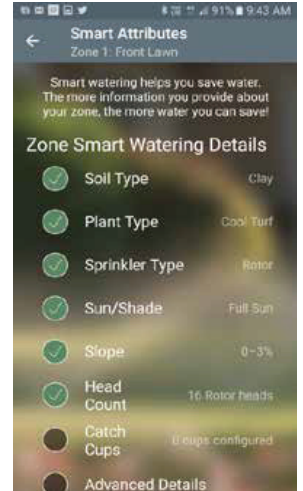 91% 9:43 AM
Smart Attributes
Zone 1: Front Lawn
Smart watering helps you save water.
The more information you provide about
your zone, the more water you can save!
Zone Smart Watering Details
Soil Type Clay
Plant Type Cool Turf
Sprinkler Type Rotor
Sun/Shade Full Sun
Slope 0-3%
Head
Count 16 Rotor heads
Catch
Cups 0 cups configured
Advanced Details